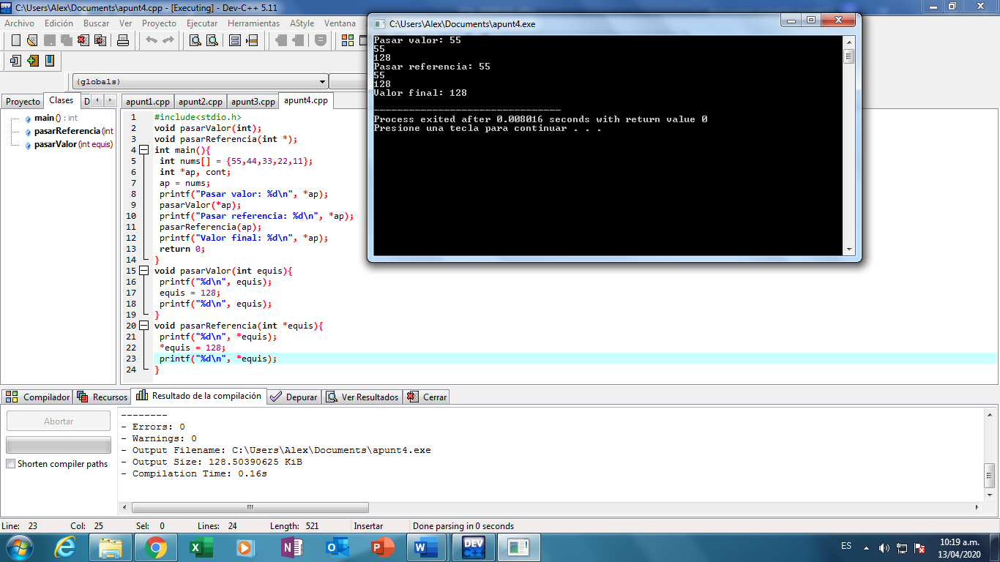 C:\Users\Alex\Documents\apunt4.cpp - [Executing] - Dev-C++ 5.11
Archivo Edición Buscar Ver Proyecto Ejecutar Herramientas AStyle Ventana
(globals)
Proyecto Clases D
apunt1.cpp apunt2.cpp apunt3.cpp apunt4.cpp
main () : int
pasarReferencia (int
pasarValor (int equis)
1 #include<stdio.h>
2 void pasarValor(int);
3 void pasarReferencia(int *);
4 int main(){
5 int nums[] = {55,44,33,22,11};
6 int *ap, cont;
7 ap = nums;
8 printf("Pasar valor: %d\n", *ap);
9 pasarValor(*ap);
10 printf("Pasar referencia: %d\n", *ap);
11 pasarReferencia(ap);
12 printf("Valor final: %d\n", *ap);
13 return 0;
14 }
15 void pasarValor(int equis){
16 printf("%d\n", equis);
17 equis = 128;
18 printf("%d\n", equis);
19 }
20 void pasarReferencia(int *equis){
21 printf("%d\n", *equis);
22 *equis = 128;
23 printf("%d\n", *equis);
24 }
C:\Users\Alex\Documents\apunt4.exe
Pasar valor: 55
55
128
Pasar referencia: 55
55
128
Valor final: 128
--------------------------------
Process exited after 0.008016 seconds with return value 0
Presione una tecla para continuar . . .
Compilador Recursos Resultado de la compilación Depurar Ver Resultados Cerrar
Abortar
Shorten compiler paths
--------
- Errors: 0
- Warnings: 0
- Output Filename: C:\Users\Alex\Documents\apunt4.exe
- Output Size: 128.50390625 KiB
- Compilation Time: 0.16s
Line: 23 Col: 25 Sel: 0 Lines: 24 Length: 521 Insertar Done parsing in 0 seconds
DEV C++
ES
10:19 a.m.
13/04/2020